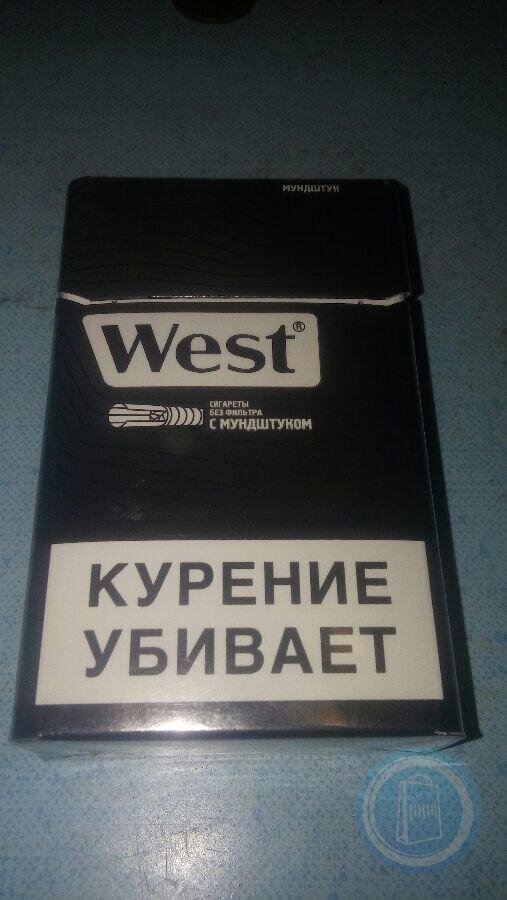 МУНДШТУК
West®
СИГАРЕТЫ
БЕЗ ФИЛЬТРА
С МУНДШТУКОМ
КУРЕНИЕ
УБИВАЕТ